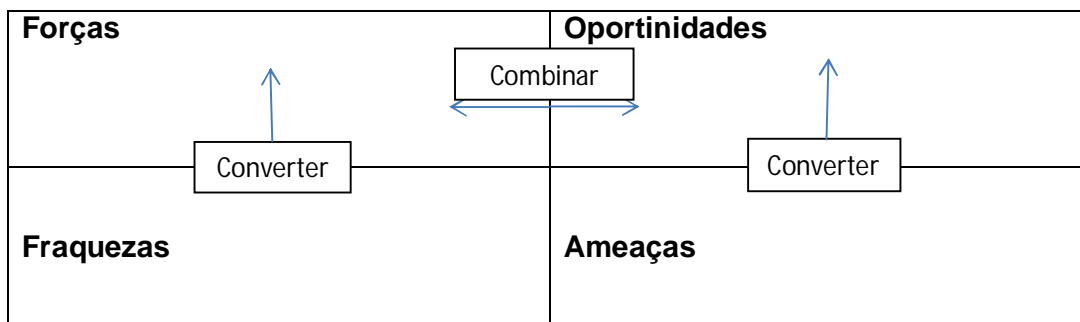 Forças
Oportinidades
Combinar
Converter
Converter
Fraquezas
Ameaças